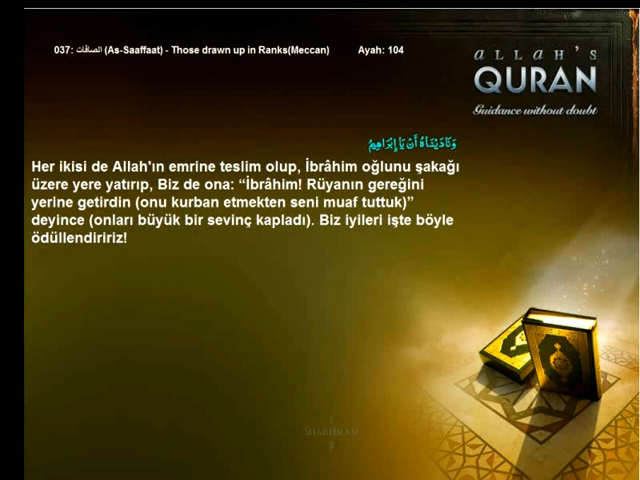 037: الصافات (As-Saaffaat) - Those drawn up in Ranks(Meccan) Ayah: 104
ALLAH'S
QURAN
Guidance without doubt
وَنَادَيْنَاهُ أَنْ يَا إِبْرَاهِيمُ
Her ikisi de Allah'ın emrine teslim olup, İbrâhim oğlunu şakağı
üzere yere yatırıp, Biz de ona: “İbrâhim! Rüyanın gereğini
yerine getirdin (onu kurban etmekten seni muaf tuttuk)”
deyince (onları büyük bir sevinç kapladı). Biz iyileri işte böyle
ödüllendiririz!